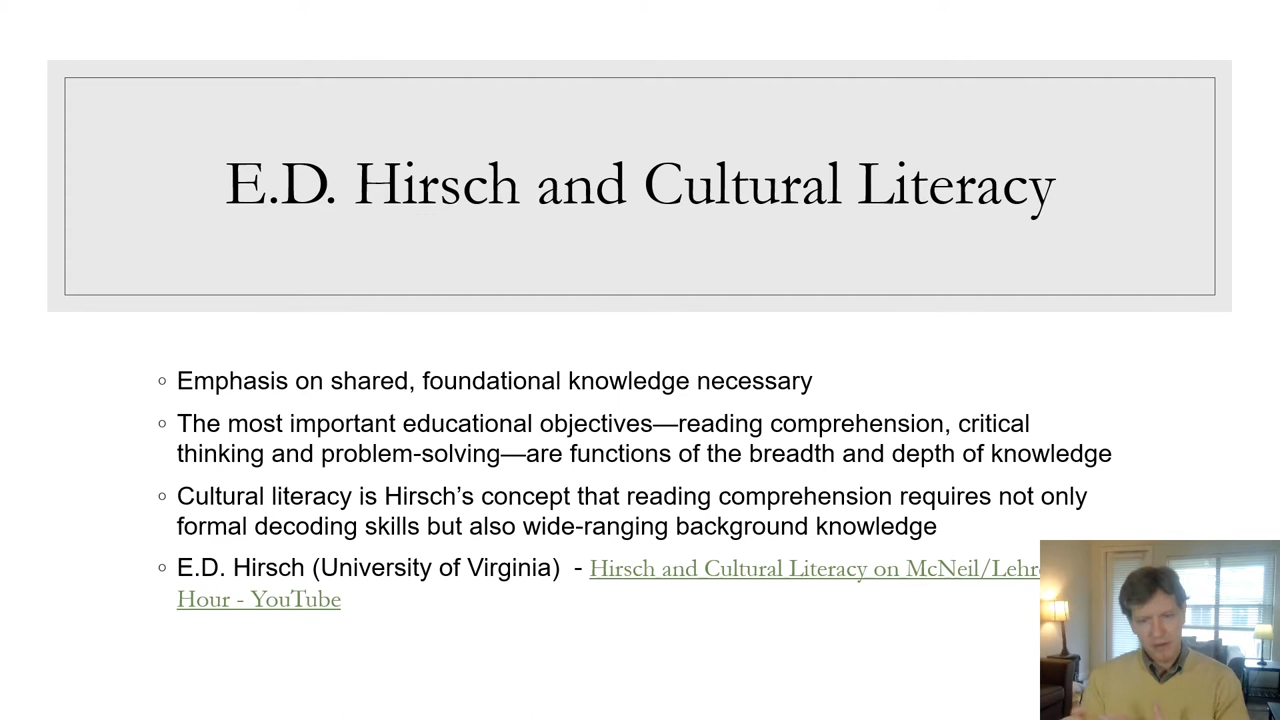 E.D. Hirsch and Cultural Literacy
◦ Emphasis on shared, foundational knowledge necessary
◦ The most important educational objectives—reading comprehension, critical
thinking and problem-solving—are functions of the breadth and depth of knowledge
◦ Cultural literacy is Hirsch’s concept that reading comprehension requires not only
formal decoding skills but also wide-ranging background knowledge
◦ E.D. Hirsch (University of Virginia) - Hirsch and Cultural Literacy on McNeil/
Hour - YouTube